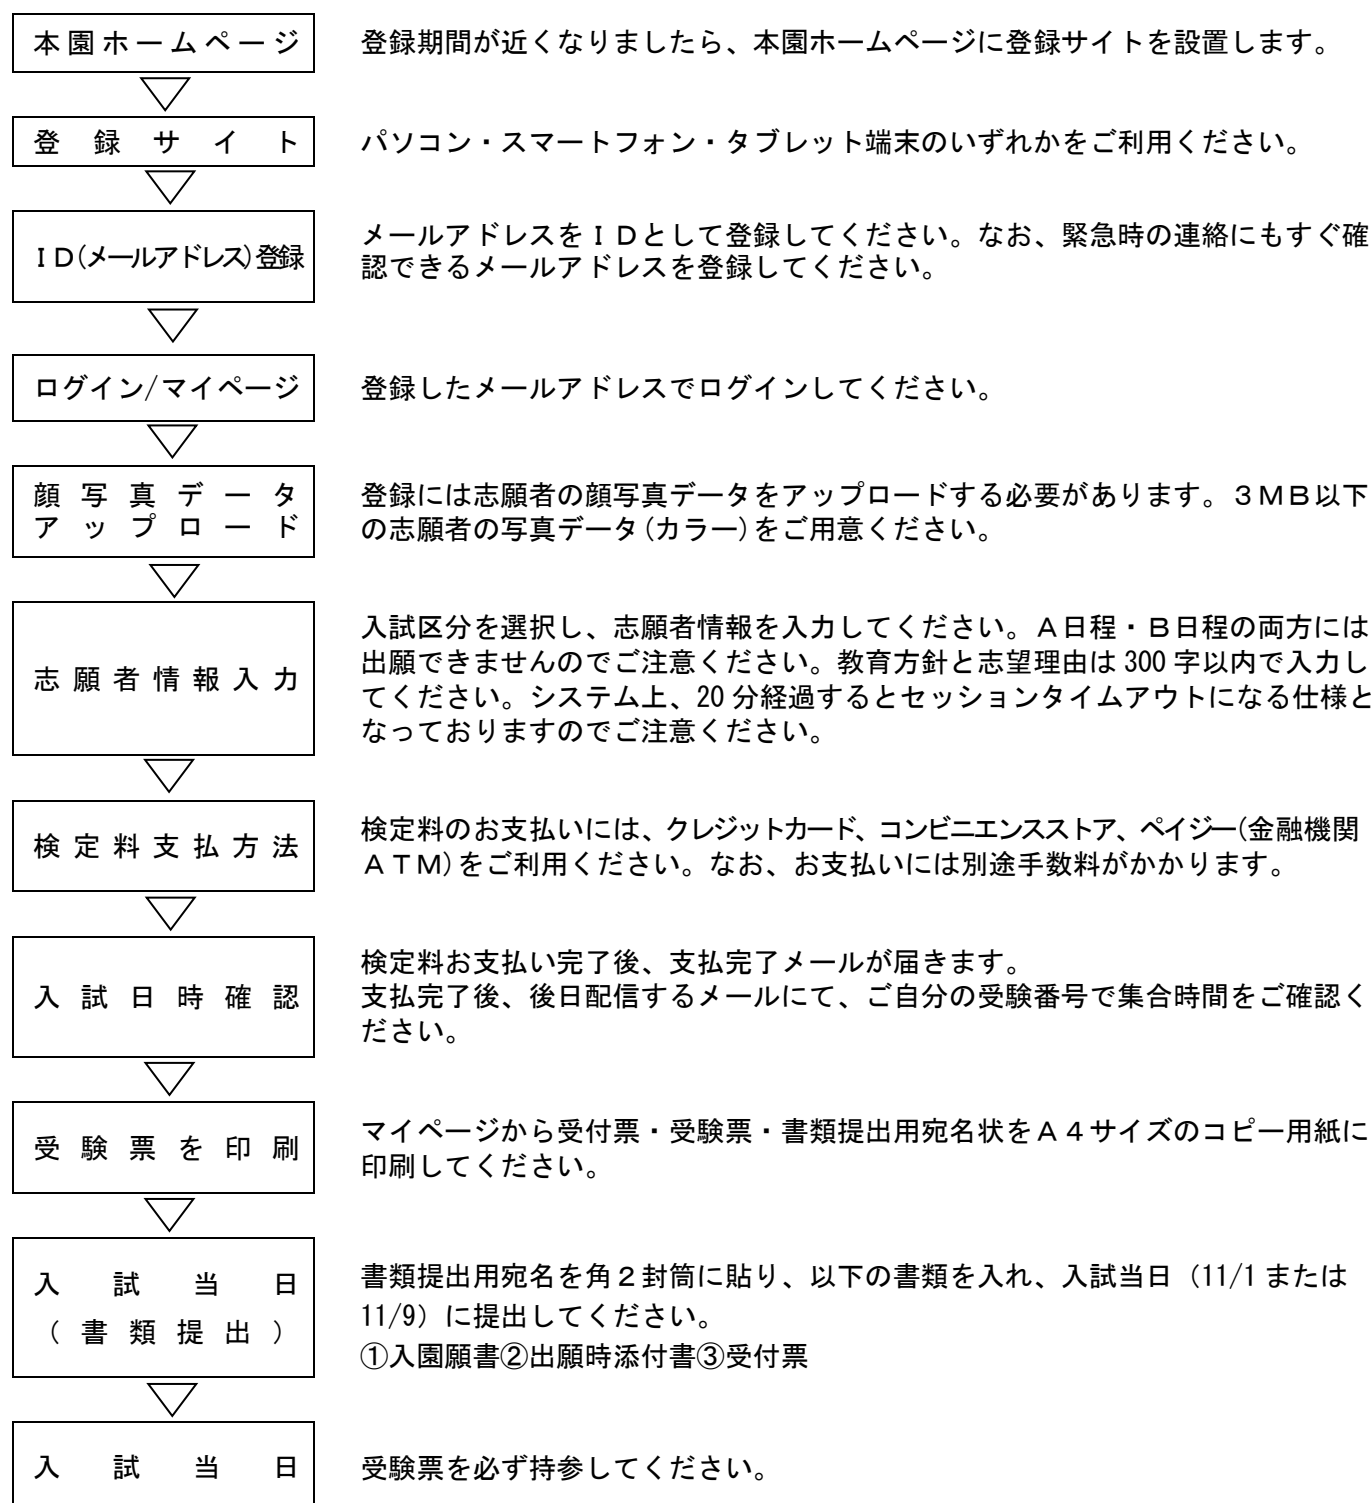 本園ホームページ
登録期間が近くなりましたら、本園ホームページに登録サイトを設置します。
登録サイト
パソコン・スマートフォン・タブレット端末のいずれかをご利用ください。
ＩＤ(メールアドレス)登録
メールアドレスをＩＤとして登録してください。なお、緊急時の連絡にもすぐ確
認できるメールアドレスを登録してください。
ログイン/マイページ
登録したメールアドレスでログインしてください。
顔写真データ
アップロード
登録には志願者の顔写真データをアップロードする必要があります。３ＭＢ以下
の志願者の写真データ(カラー)をご用意ください。
志願者情報入力
入試区分を選択し、志願者情報を入力してください。Ａ日程・Ｂ日程の両方には
出願できませんのでご注意ください。教育方針と志望理由は 300 字以内で入力し
てください。システム上、20 分経過するとセッションタイムアウトになる仕様と
なっておりますのでご注意ください。
検定料支払方法
検定料のお支払いには、クレジットカード、コンビニエンスストア、ペイジー(金融機関
ＡＴＭ)をご利用ください。なお、お支払いには別途手数料がかかります。
入試日時確認
検定料お支払い完了後、支払完了メールが届きます。
支払完了後、後日配信するメールにて、ご自分の受験番号で集合時間をご確認く
ださい。
受験票を印刷
マイページから受付票・受験票・書類提出用宛名状をＡ４サイズのコピー用紙に
印刷してください。
入試当日
(書類提出)
書類提出用宛名を角２封筒に貼り、以下の書類を入れ、入試当日（11/1 または
11/9）に提出してください。
①入園願書②出願時添付書③受付票
入試当日
受験票を必ず持参してください。